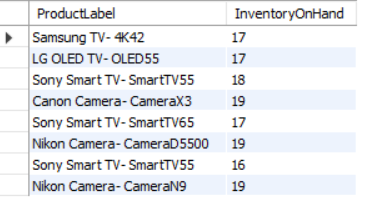 ProductLabel InventoryOnHand
Samsung TV- 4K42 17
LG OLED TV- OLED55 17
Sony Smart TV- SmartTV55 18
Canon Camera- CameraX3 19
Sony Smart TV- SmartTV65 17
Nikon Camera- CameraD5500 19
Sony Smart TV- SmartTV55 16
Nikon Camera- CameraN9 19